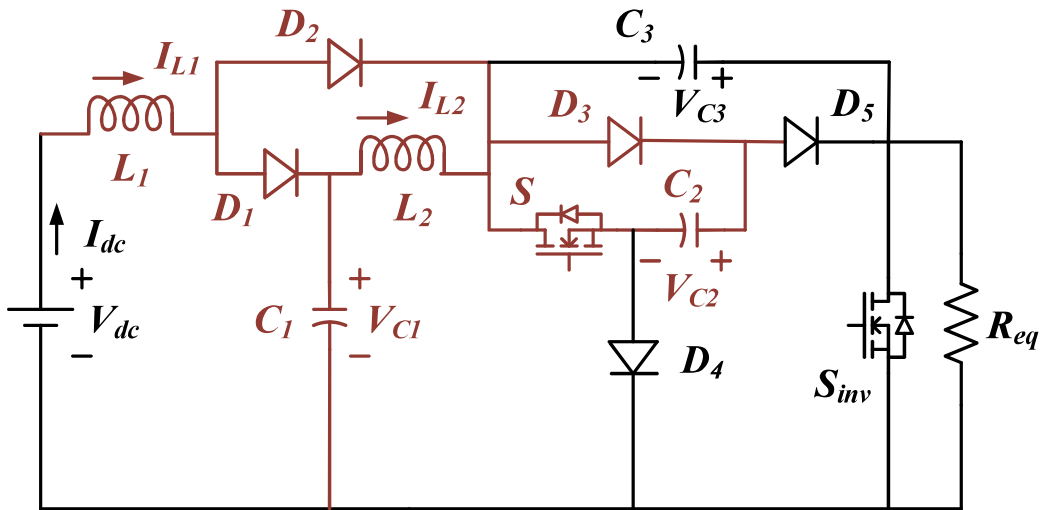 D2
C3
IL1
IL2
− +
VC3
D5
D3
L1
D1
L2
S
C2
Idc
− +
VC2
+
Vdc
−
C1
+
VC1
−
D4
Sinv
Req